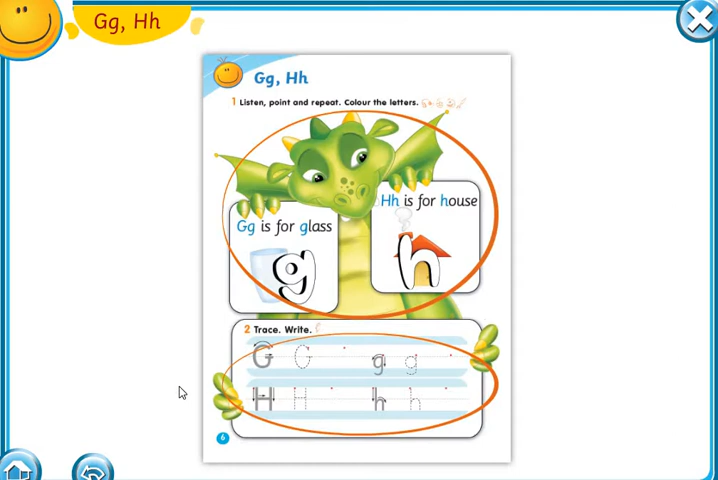 Gg, Hh
Gg, Hh
1 Listen, point and repeat. Colour the letters.
Hh is for house
Gg is for glass
h
g
2 Trace. Write.
G G g g
H H h h
6